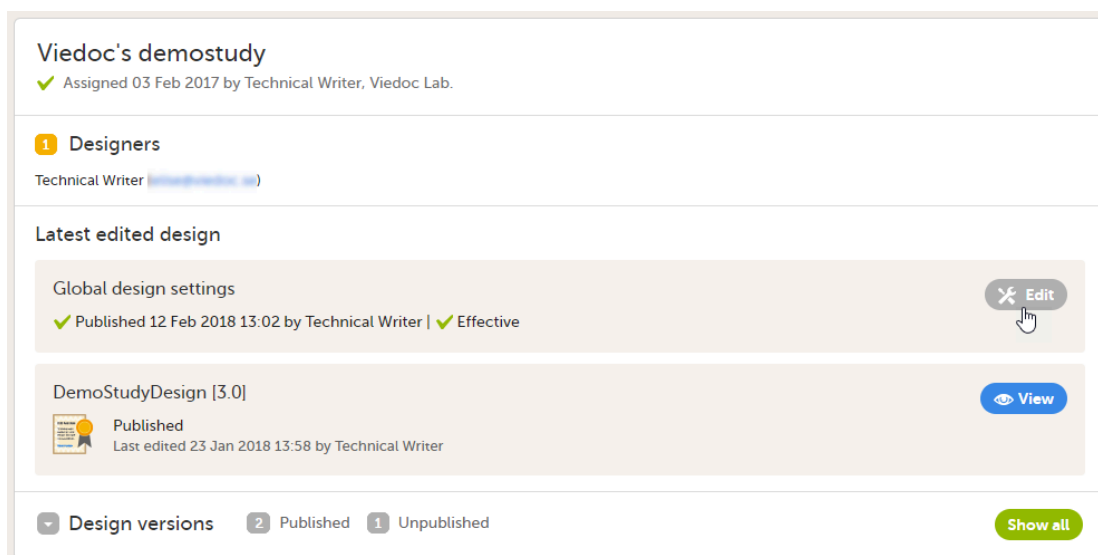 Viedoc's demostudy
Assigned 03 Feb 2017 by Technical Writer, Viedoc Lab.
1 Designers
Technical Writer )
Latest edited design
Global design settings
Edit
Published 12 Feb 2018 13:02 by Technical Writer | Effective
DemoStudyDesign [3.0]
View
Published
Last edited 23 Jan 2018 13:58 by Technical Writer
Design versions 2 Published 1 Unpublished
Show all